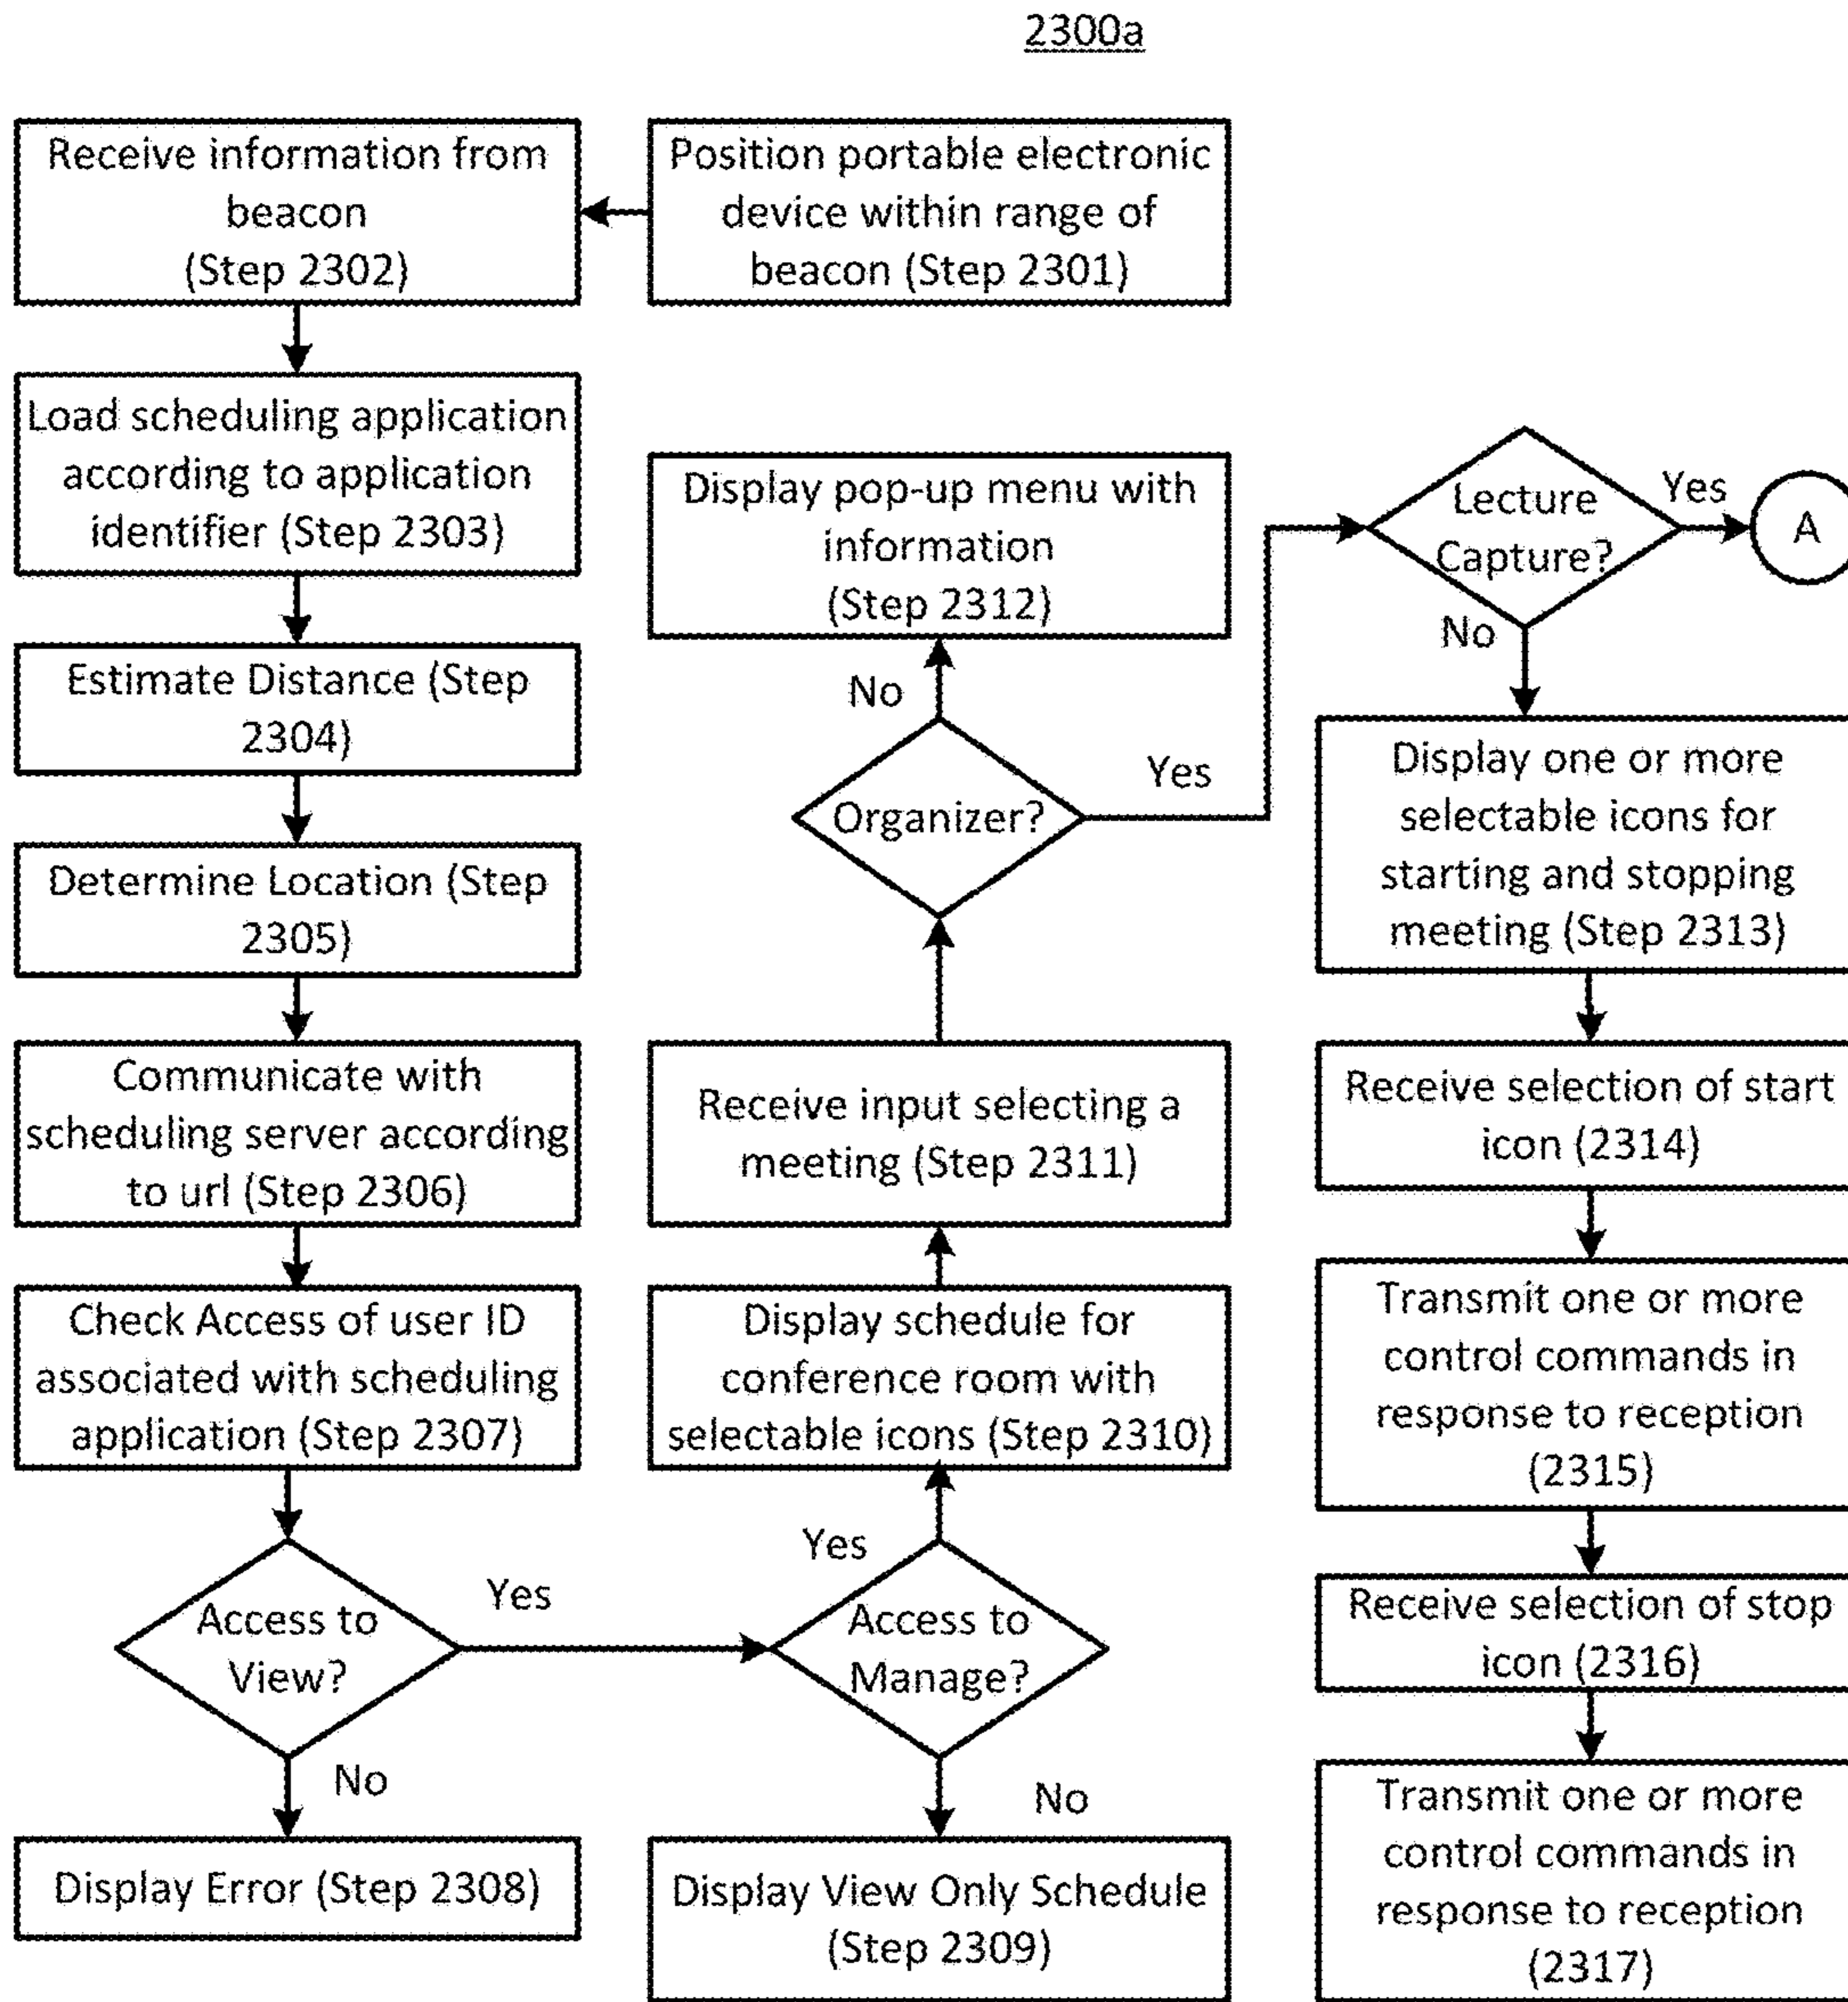 2300a
Position portable electronic
device within range of
beacon (Step 2301)
Receive information from
beacon
(Step 2302)
Load scheduling application
according to application
identifier (Step 2303)
Estimate Distance (Step
2304)
Determine Location (Step
2305)
Communicate with
scheduling server according
to url (Step 2306)
Check Access of user ID
associated with scheduling
application (Step 2307)
Access to
View?
No
Display Error (Step 2308)
Yes
Access to
Manage?
No
Display View Only Schedule
(Step 2309)
Yes
Display schedule for
conference room with
selectable icons (Step 2310)
Receive input selecting a
meeting (Step 2311)
Organizer?
No
Display pop-up menu with
information
(Step 2312)
Yes
Lecture
Capture?
Yes
A
No
Display one or more
selectable icons for
starting and stopping
meeting (Step 2313)
Receive selection of start
icon (2314)
Transmit one or more
control commands in
response to reception
(2315)
Receive selection of stop
icon (2316)
Transmit one or more
control commands in
response to reception
(2317)